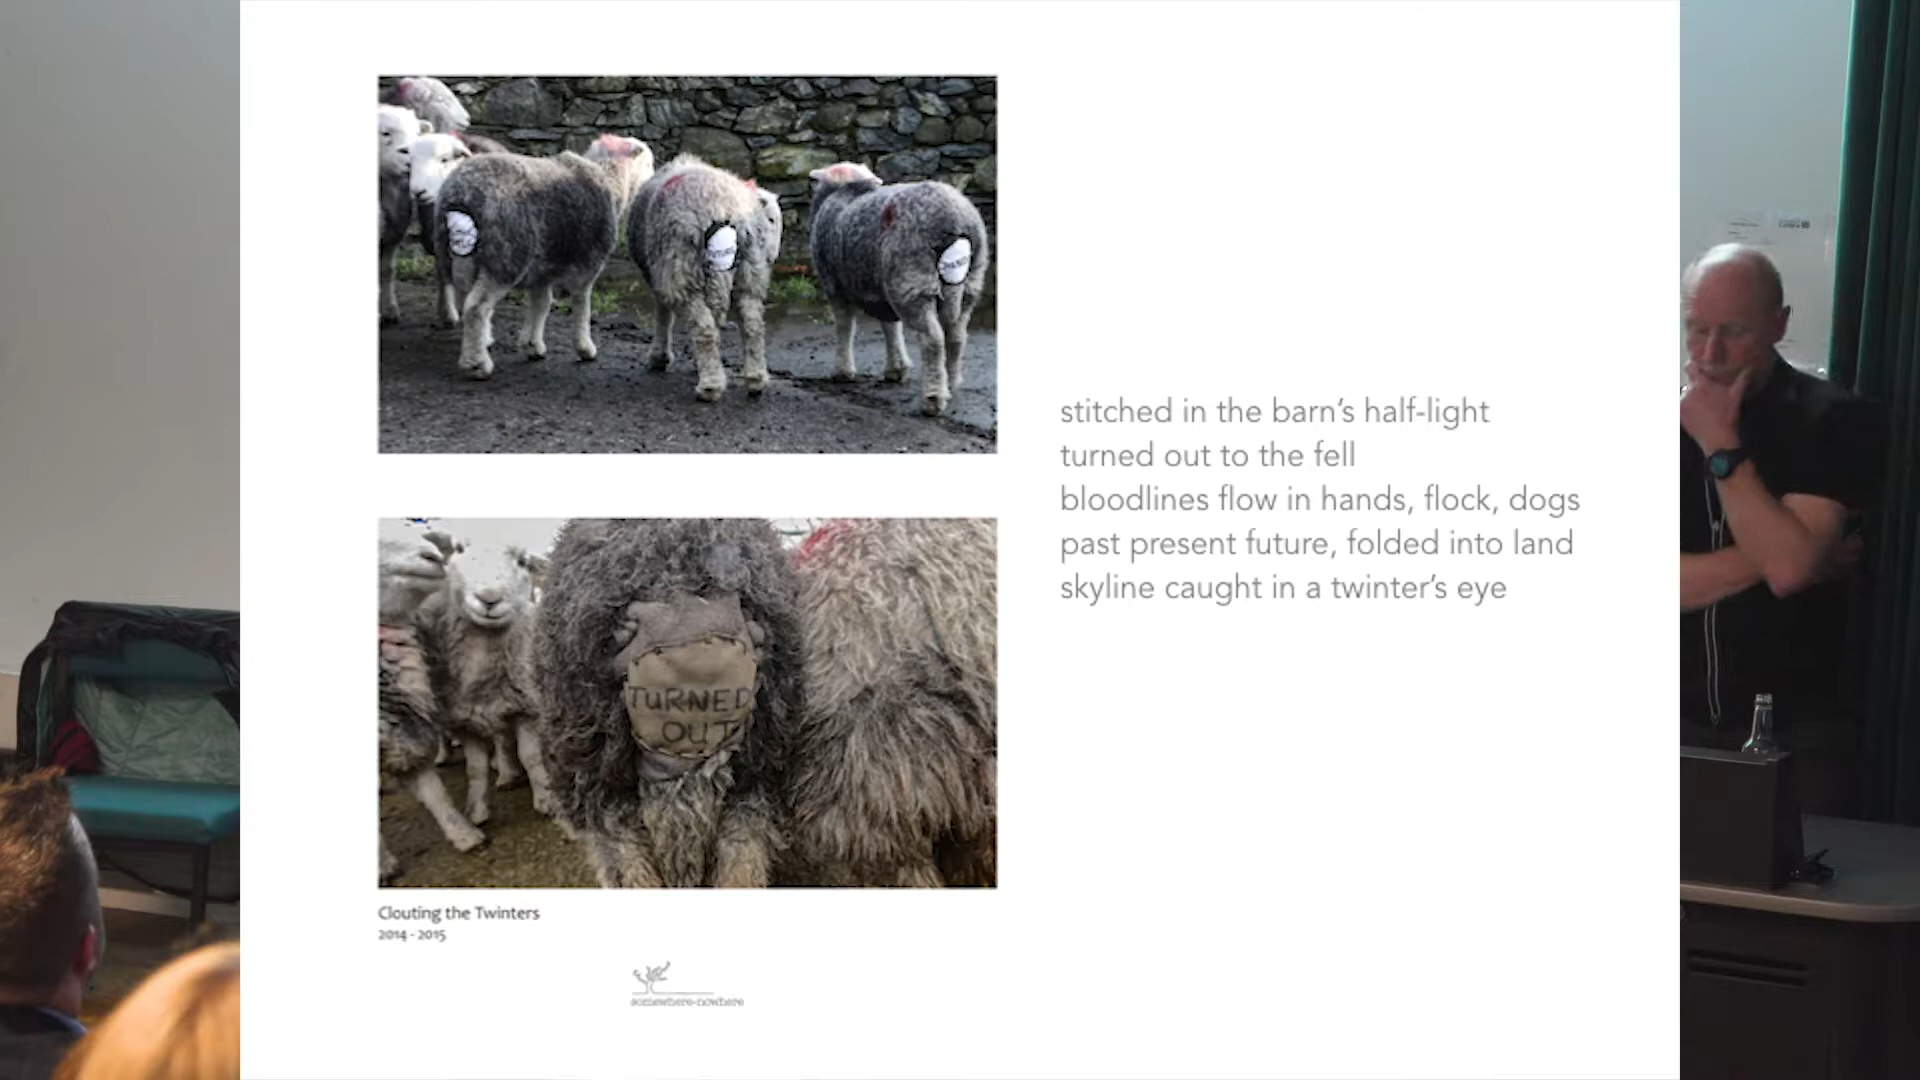 stitched in the barn’s half-light
turned out to the fell
bloodlines flow in hands, flock, dogs
past present future, folded into land
skyline caught in a twinter’s eye
TURNED
OUT
Clouting the Twinters
2014 - 2015
somewhere-nowhere